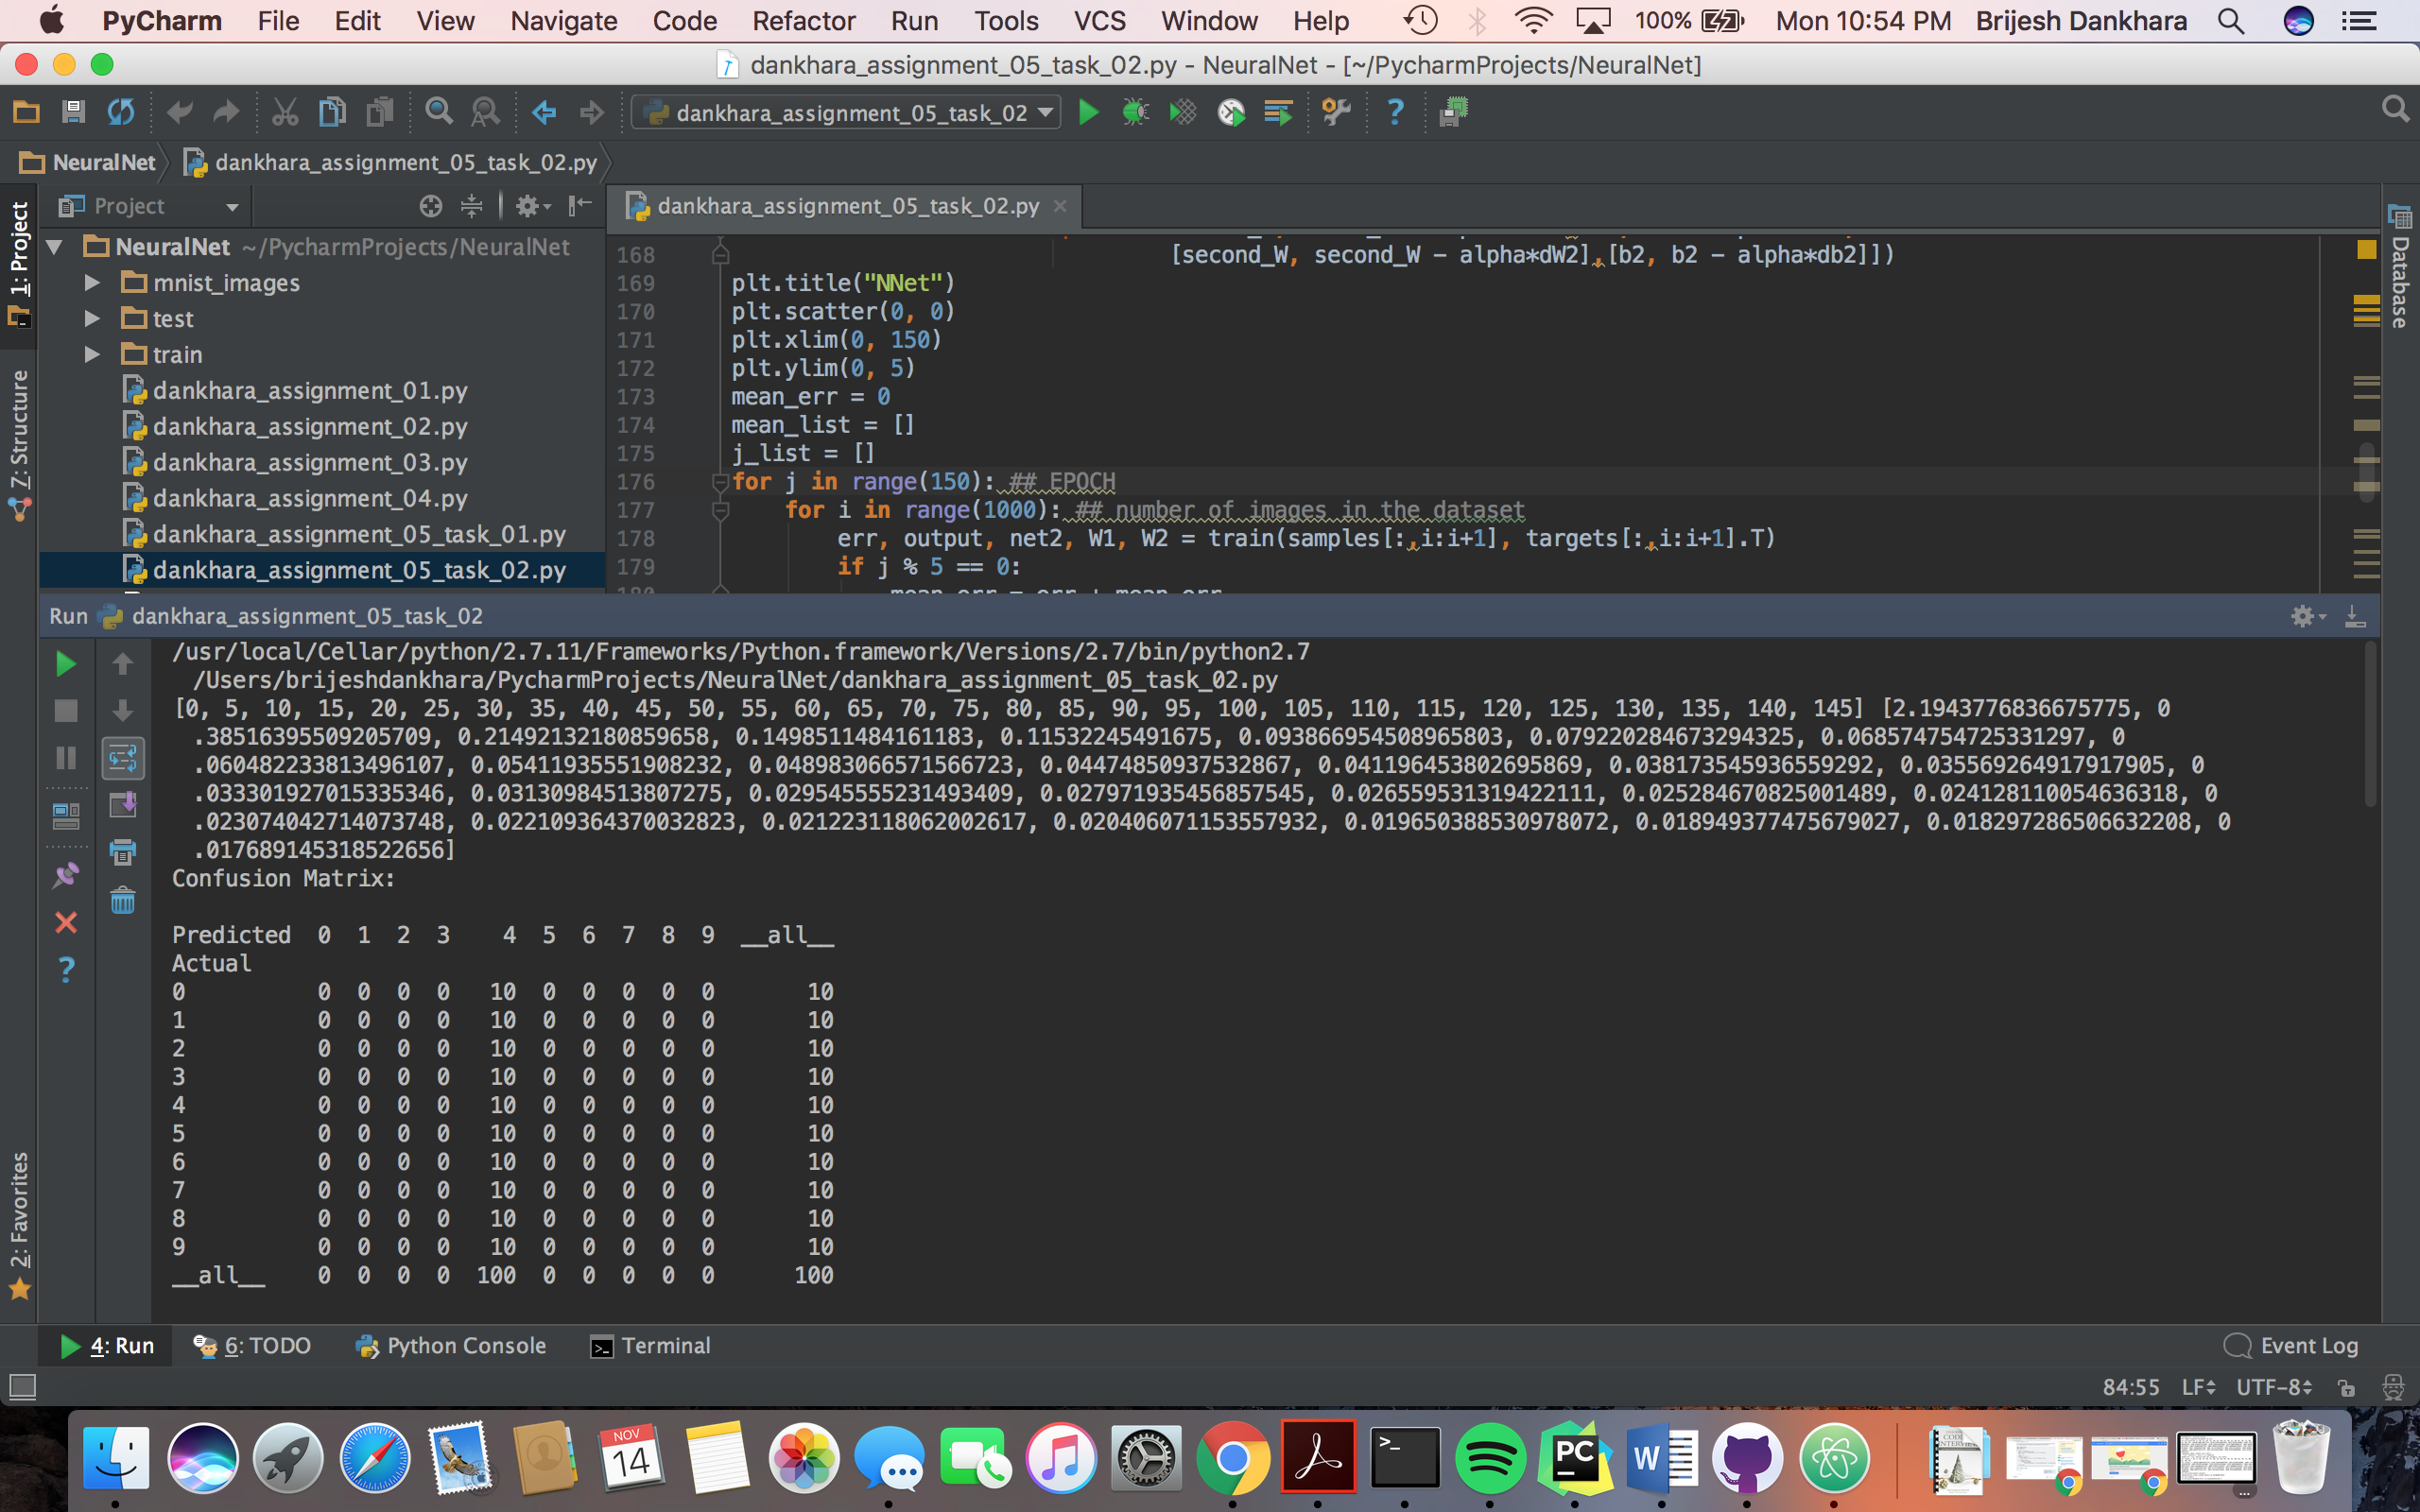 PyCharm File Edit View Navigate Code Refactor Run Tools VCS Window Help 100% Mon 10:54 PM Brijesh Dankhara
dankhara_assignment_05_task_02.py - NeuralNet - [~/PycharmProjects/NeuralNet]
dankhara_assignment_05_task_02
NeuralNet dankhara_assignment_05_task_02.py
1: Project
Z: Structure
2: Favorites
Database
Project
NeuralNet ~/PycharmProjects/NeuralNet
mnist_images
test
train
dankhara_assignment_01.py
dankhara_assignment_02.py
dankhara_assignment_03.py
dankhara_assignment_04.py
dankhara_assignment_05_task_01.py
dankhara_assignment_05_task_02.py
dankhara_assignment_05_task_02.py
168 [second_W, second_W - alpha*dW2],[b2, b2 - alpha*db2]])
169 plt.title("NNet")
170 plt.scatter(0, 0)
171 plt.xlim(0, 150)
172 plt.ylim(0, 5)
173 mean_err = 0
174 mean_list = []
175 j_list = []
176 for j in range(150): ## EPOCH
177 for i in range(1000): ## number of images in the dataset
178 err, output, net2, W1, W2 = train(samples[:,i:i+1], targets[:,i:i+1].T)
179 if j % 5 == 0:
Run dankhara_assignment_05_task_02
/usr/local/Cellar/python/2.7.11/Frameworks/Python.framework/Versions/2.7/bin/python2.7
/Users/brijeshdankhara/PycharmProjects/NeuralNet/dankhara_assignment_05_task_02.py
[0, 5, 10, 15, 20, 25, 30, 35, 40, 45, 50, 55, 60, 65, 70, 75, 80, 85, 90, 95, 100, 105, 110, 115, 120, 125, 130, 135, 140, 145] [2.1943776836675775, 0
.38516395509205709, 0.21492132180859658, 0.1498511484161183, 0.11532245491675, 0.093866954508965803, 0.079220284673294325, 0.068574754725331297, 0
.060482233813496107, 0.05411935551908232, 0.048983066571566723, 0.04474850937532867, 0.041196453802695869, 0.038173545936559292, 0.035569264917917905, 0
.033301927015335346, 0.03130984513807275, 0.029545555231493409, 0.027971935456857545, 0.026559531319422111, 0.025284670825001489, 0.024128110054636318, 0
.023074042714073748, 0.022109364370032823, 0.021223118062002617, 0.020406071153557932, 0.019650388530978072, 0.018949377475679027, 0.018297286506632208, 0
.017689145318522656]
Confusion Matrix:
Predicted 0 1 2 3 4 5 6 7 8 9 __all__
Actual
0 0 0 0 0 10 0 0 0 0 0 10
1 0 0 0 0 10 0 0 0 0 0 10
2 0 0 0 0 10 0 0 0 0 0 10
3 0 0 0 0 10 0 0 0 0 0 10
4 0 0 0 0 10 0 0 0 0 0 10
5 0 0 0 0 10 0 0 0 0 0 10
6 0 0 0 0 10 0 0 0 0 0 10
7 0 0 0 0 10 0 0 0 0 0 10
8 0 0 0 0 10 0 0 0 0 0 10
9 0 0 0 0 10 0 0 0 0 0 10
__all__ 0 0 0 0 100 0 0 0 0 0 100
4: Run 6: TODO Python Console Terminal Event Log
84:55 LF UTF-8
NOV
14
PC
W